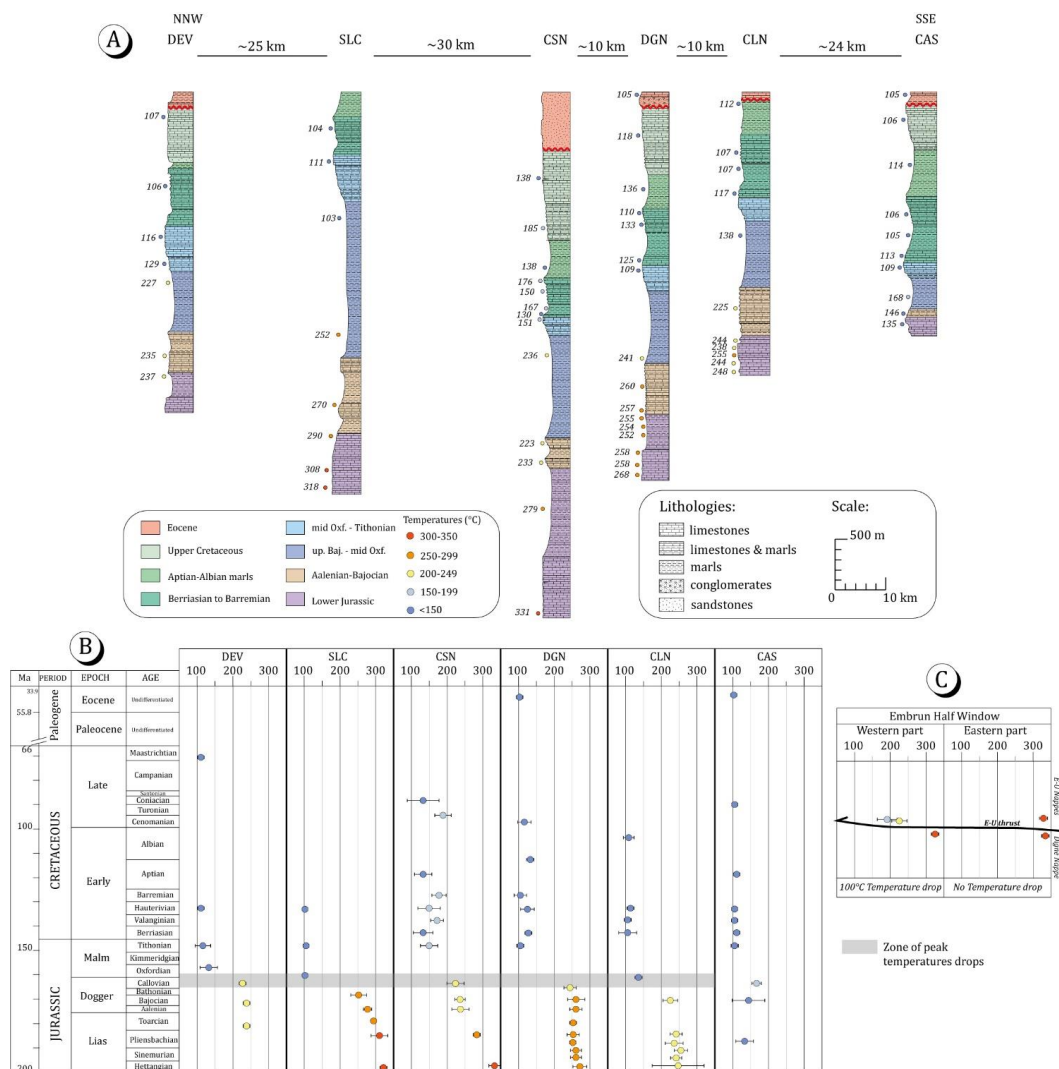 A
NNW
DEV
~25 km
SLC
~30 km
CSN
~10 km
DGN
~10 km
CLN
~24 km
SSE
CAS
107
106
116
129
227
235
237
104
111
103
252
270
290
308
318
138
185
138
176
150
167
130
151
236
223
233
279
331
105
118
136
110
133
125
109
241
260
257
255
254
252
258
258
268
112
107
107
117
138
225
244
238
255
244
248
105
106
114
106
105
113
109
168
146
135
Eocene
Upper Cretaceous
Aptian-Albian marls
Berriasian to Barremian
mid Oxf. - Tithonian
up. Baj. - mid Oxf.
Aalenian-Bajocian
Lower Jurassic
Temperatures (°C)
300-350
250-299
200-249
150-199
<150
Lithologies:
limestones
limestones & marls
marls
conglomerates
sandstones
Scale:
500 m
0
10 km
B
DEV
SLC
CSN
DGN
CLN
CAS
100 200 300
100 200 300
100 200 300
100 200 300
100 200 300
100 200 300
Ma
PERIOD
EPOCH
AGE
33.9
55.8
66
100
150
200
Paleogene
CRETACEOUS
JURASSIC
Eocene
Paleocene
Late
Early
Malm
Dogger
Lias
Undifferentiated
Undifferentiated
Maastrichtian
Campanian
Santonian
Coniacian
Turonian
Cenomanian
Albian
Aptian
Barremian
Hauterivian
Valanginian
Berriasian
Tithonian
Kimmeridgian
Oxfordian
Callovian
Bathonian
Bajocian
Aalenian
Toarcian
Pliensbachian
Sinemurian
Hettangian
C
Embrun Half Window
Western part
Eastern part
100 200 300
100 200 300
E-U Nappes
E-U thrust
Digne Nappe
100°C Temperature drop
No Temperature drop
Zone of peak
temperatures drops